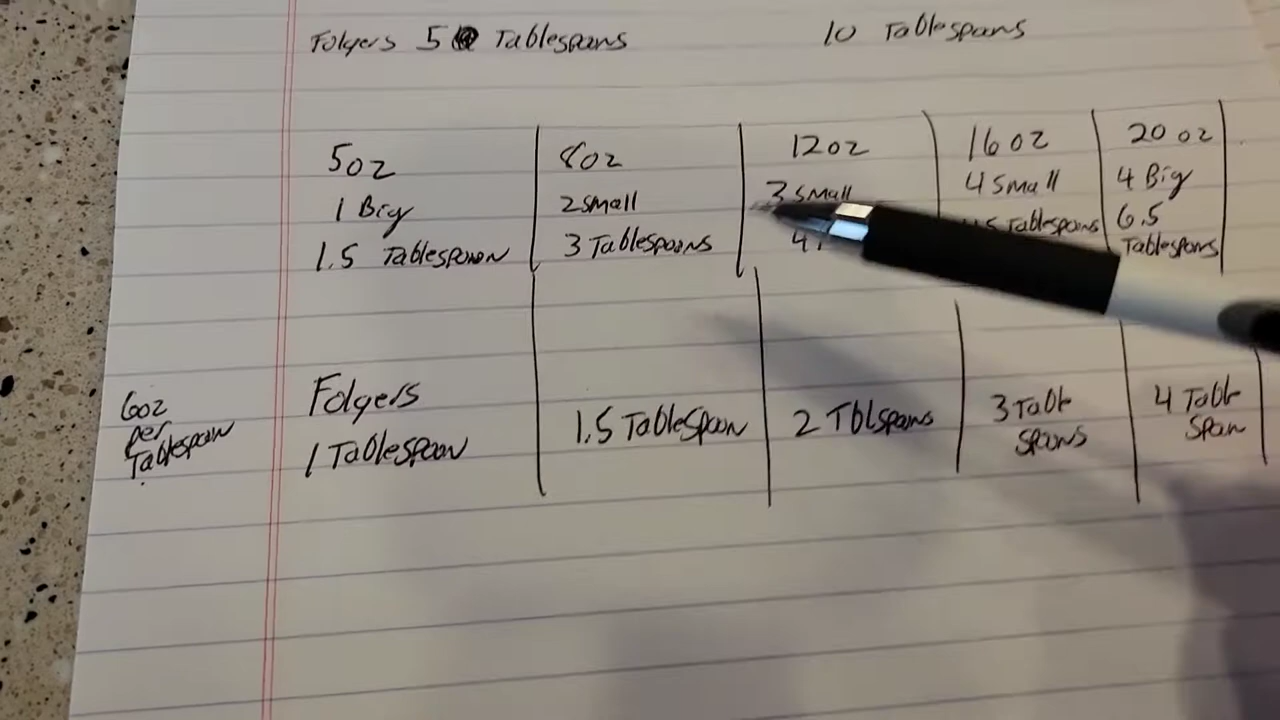 Folgers 5 Tablespoons 10 Tablespoons
5oz 8oz 12oz 16oz 20oz
1 Big 2 small 3 small 4 small 4 Big
1.5 Tablespoon 3 Tablespoons 4. Tablespoons 6.5
Tablespoons
6oz
per
Tablespoon
Folgers
1 Tablespoon 1.5 Tablespoon 2 Tblspoons 3 Table
spoons 4 Table
spoon